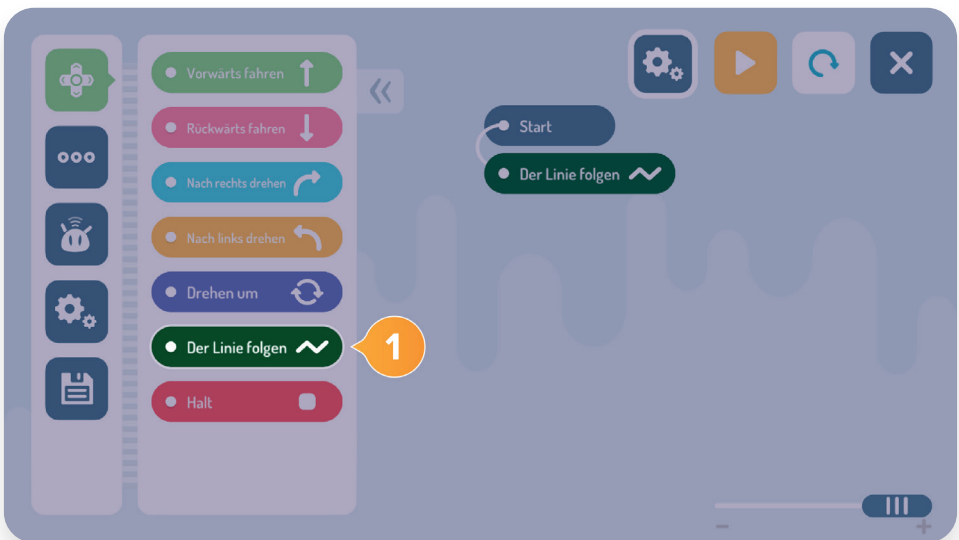 Vorwärts fahren
Rückwärts fahren
Nach rechts drehen
Nach links drehen
Drehen um
Der Linie folgen
Halt
1
Start
Der Linie folgen
- +